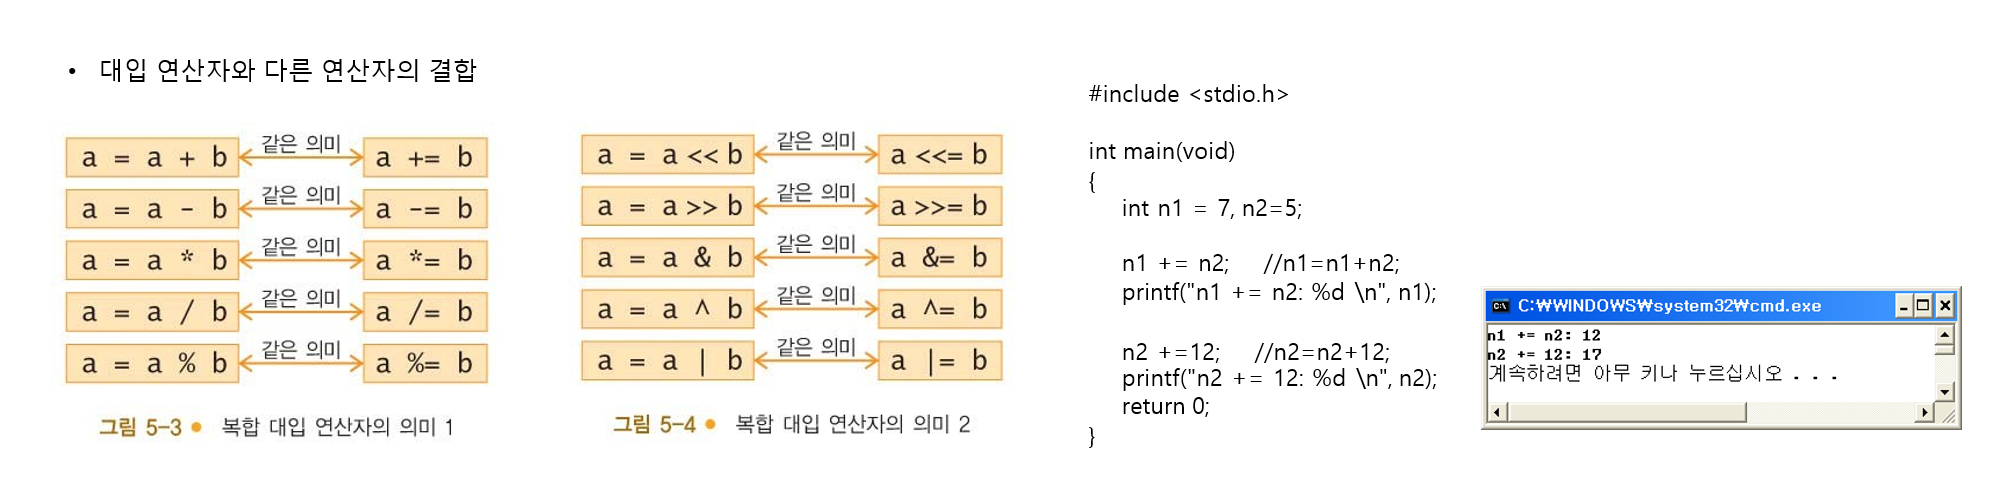 • 대입 연산자와 다른 연산자의 결합
a = a + b 같은 의미 a += b
a = a - b 같은 의미 a -= b
a = a * b 같은 의미 a *= b
a = a / b 같은 의미 a /= b
a = a % b 같은 의미 a %= b
그림 5-3 ● 복합 대입 연산자의 의미 1
a = a << b 같은 의미 a <<= b
a = a >> b 같은 의미 a >>= b
a = a & b 같은 의미 a &= b
a = a ^ b 같은 의미 a ^= b
a = a | b 같은 의미 a |= b
그림 5-4 ● 복합 대입 연산자의 의미 2
#include <stdio.h>
int main(void)
{
int n1 = 7, n2=5;
n1 += n2; //n1=n1+n2;
printf("n1 += n2: %d \n", n1);
n2 +=12; //n2=n2+12;
printf("n2 += 12: %d \n", n2);
return 0;
}
C:₩WINDOWS₩system32₩cmd.exe
n1 += n2: 12
n2 += 12: 17
계속하려면 아무 키나 누르십시오 . . .